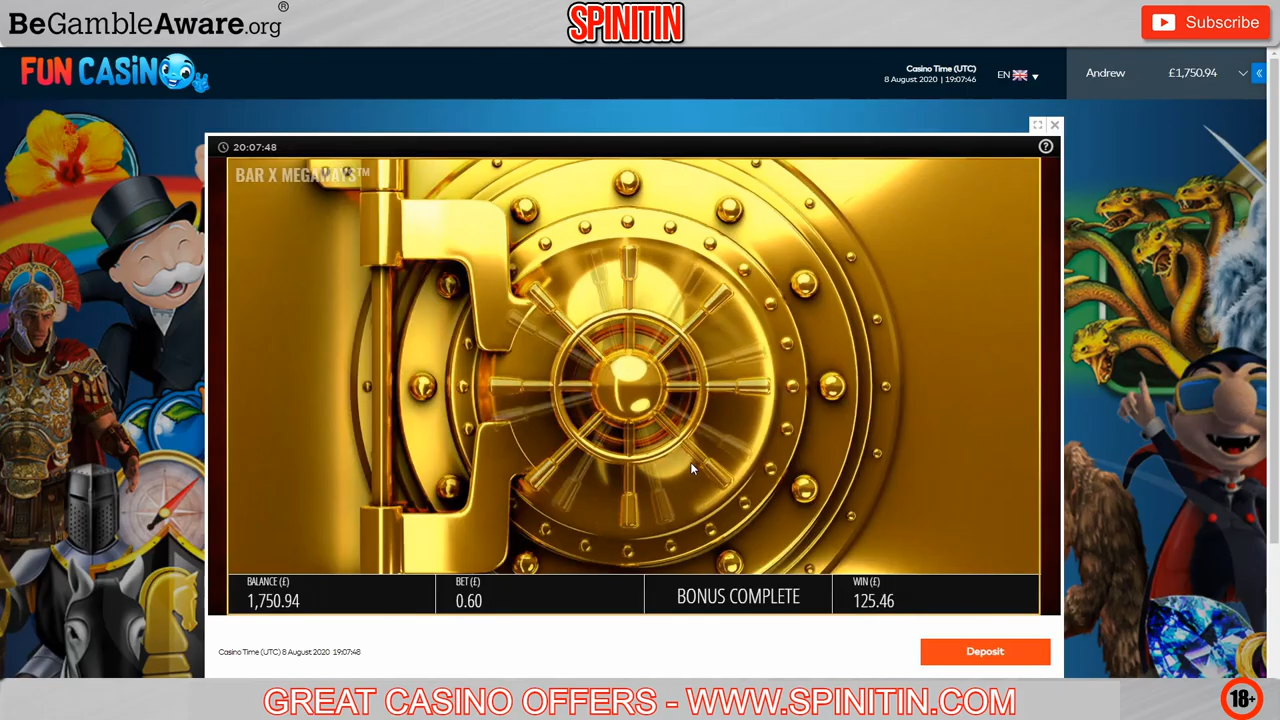 BeGambleAware.org®
SPINITIN
Subscribe
FUN CASINO
Casino Time (UTC)
8 August 2020 | 19:07:46
EN
Andrew
£1,750.94
20:07:48
BAR X MEGAWAYS™
BALANCE (£)
1,750.94
BET (£)
0.60
BONUS COMPLETE
WIN (£)
125.46
Casino Time (UTC) 8 August 2020 19:07:48
Deposit
GREAT CASINO OFFERS - WWW.SPINITIN.COM
18+